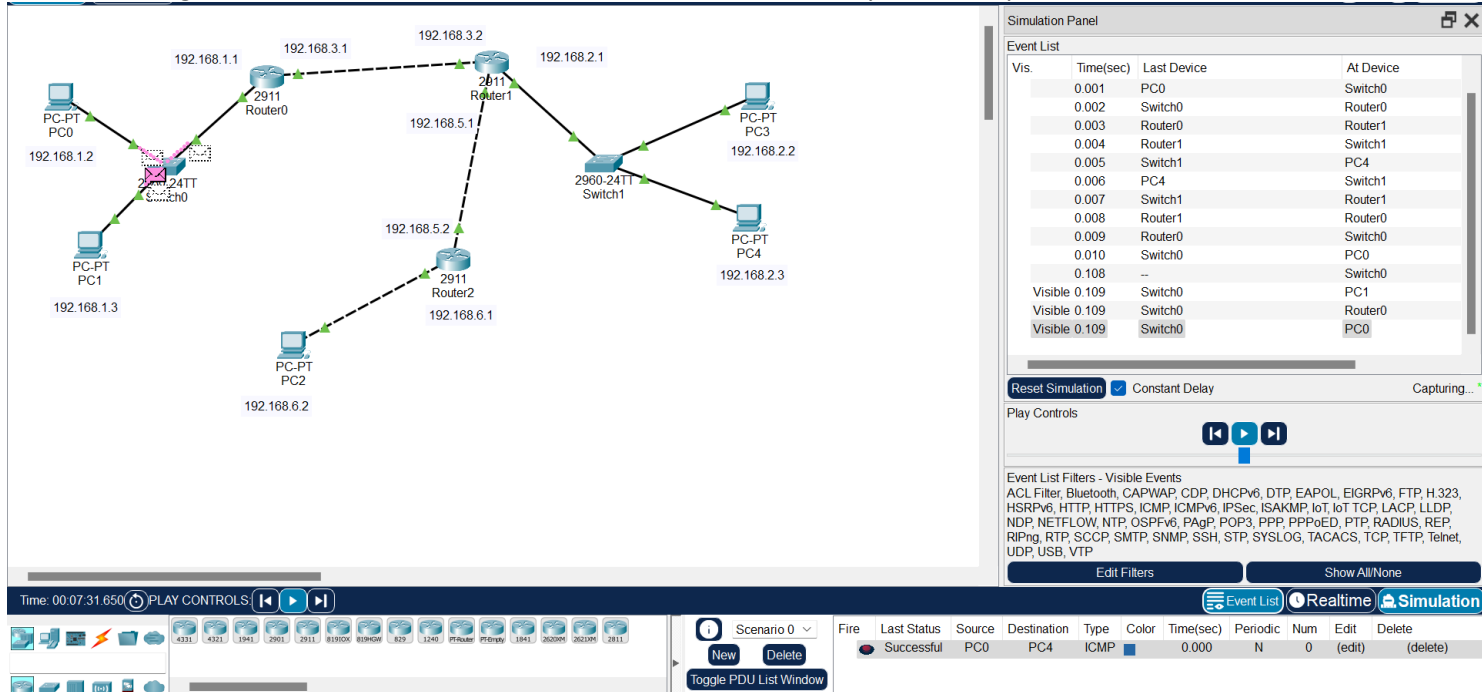 192.168.1.1
192.168.3.1
192.168.3.2
192.168.2.1
2911
Router0
2911
Router1
PC-PT
PC0
192.168.1.2
192.168.5.1
PC-PT
PC3
192.168.2.2
2960-24TT
Switch1
PC-PT
PC1
192.168.1.3
192.168.5.2
2911
Router2
192.168.6.1
PC-PT
PC4
192.168.2.3
PC-PT
PC2
192.168.6.2
Simulation Panel
Event List
Vis. Time(sec) Last Device At Device
0.001 PC0 Switch0
0.002 Switch0 Router0
0.003 Router0 Router1
0.004 Router1 Switch1
0.005 Switch1 PC4
0.006 PC4 Switch1
0.007 Switch1 Router1
0.008 Router1 Router0
0.009 Router0 Switch0
0.010 Switch0 PC0
0.108 -- Switch0
Visible 0.109 Switch0 PC1
Visible 0.109 Switch0 Router0
Visible 0.109 Switch0 PC0
Reset Simulation Constant Delay Capturing...
Play Controls
Event List Filters - Visible Events
ACL Filter, Bluetooth, CAPWAP, CDP, DHCPv6, DTP, EAPOL, EIGRPv6, FTP, H.323,
HSRPv6, HTTP, HTTPS, ICMP, ICMPv6, IPSec, ISAKMP, IoT, IoT TCP, LACP, LLDP,
NDP, NETFLOW, NTP, OSPFv6, PAgP, POP3, PPP, PPPoED, PTP, RADIUS, REP,
RIPng, RTP, SCCP, SMTP, SNMP, SSH, STP, SYSLOG, TACACS, TCP, TFTP, Telnet,
UDP, USB, VTP
Edit Filters Show All/None
Time: 00:07:31.650 PLAY CONTROLS:
Event List Realtime Simulation
4331 4321 1941 2901 2911 819IOX 819HGW 829 1240 PT-Router PT-Empty 1841 2620XM 2621XM 2811
Scenario 0
New Delete
Toggle PDU List Window
Fire Last Status Source Destination Type Color Time(sec) Periodic Num Edit Delete
Successful PC0 PC4 ICMP 0.000 N 0 (edit) (delete)